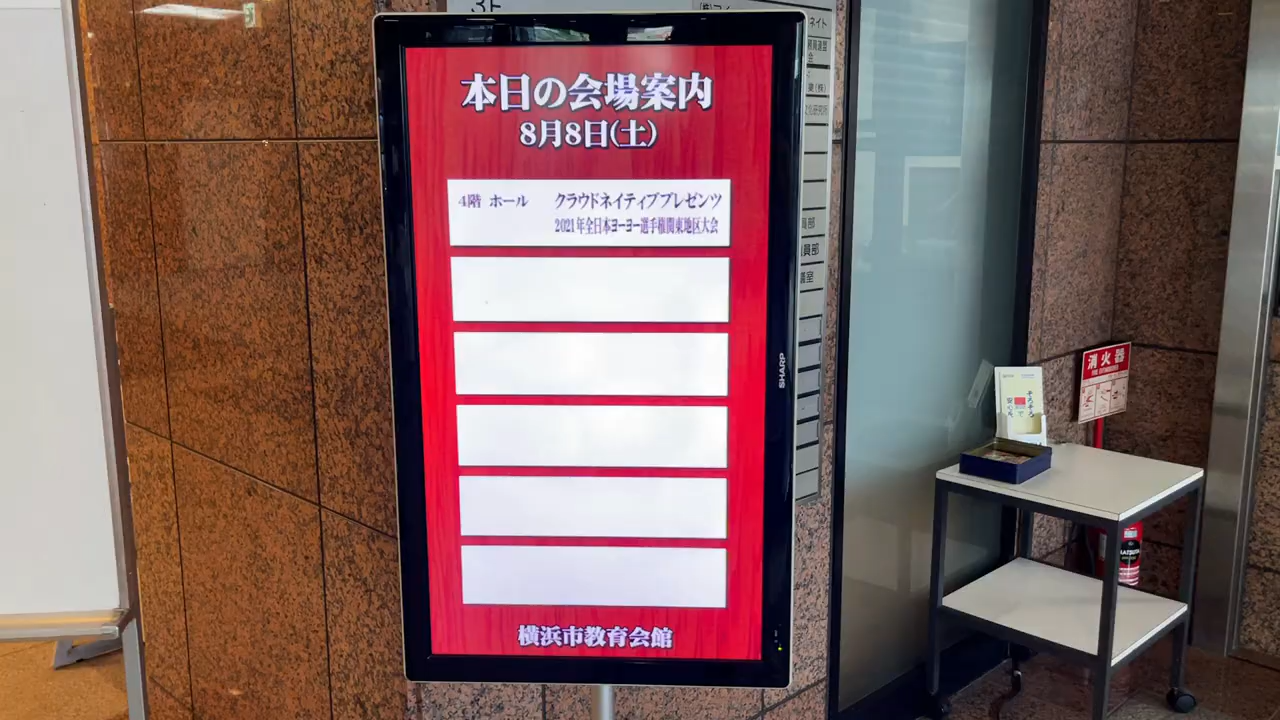 本日の会場案内
8月8日(土)
4階 ホール クラウドネイティブプレゼンツ
2021年全日本ヨーヨー選手権関東地区大会
横浜市教育会館
SHARP
3F
消火器
FIRE EXTINGUISHER